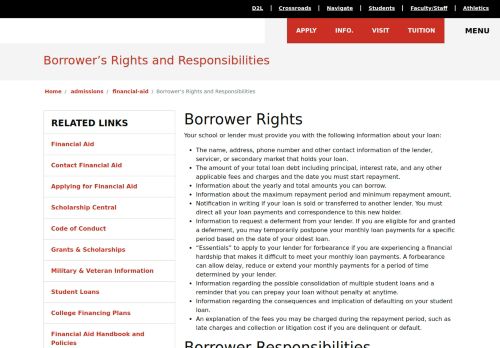 D2L | Crossroads | Navigate | Students | Faculty/Staff | Athletics
APPLY INFO. VISIT TUITION MENU
Borrower's Rights and Responsibilities
Home / admissions / financial-aid / Borrower's Rights and Responsibilities
RELATED LINKS
Financial Aid
Contact Financial Aid
Applying for Financial Aid
Scholarship Central
Code of Conduct
Grants & Scholarships
Military & Veteran Information
Student Loans
College Financing Plans
Financial Aid Handbook and
Policies
Borrower Rights
Your school or lender must provide you with the following information about your loan:
• The name, address, phone number and other contact information of the lender,
servicer, or secondary market that holds your loan.
• The amount of your total loan debt including principal, interest rate, and any other
applicable fees and charges and the date you must start repayment.
• Information about the yearly and total amounts you can borrow.
• Information about the maximum repayment period and minimum repayment amount.
• Notification in writing if your loan is sold or transferred to another lender. You must
direct all your loan payments and correspondence to this new holder.
• Information to request a deferment from your lender. If you are eligible for and granted
a deferment, you may temporarily postpone your monthly loan payments for a specific
period based on the date of your oldest loan.
• “Essentials” to apply to your lender for forbearance if you are experiencing a financial
hardship that makes it difficult to meet your monthly loan payments. A forbearance
can allow delay, reduce or extend your monthly payments for a period of time
determined by your lender.
• Information regarding the possible consolidation of multiple student loans and a
reminder that you can prepay your loan without penalty at anytime.
• Information regarding the consequences and implication of defaulting on your student
loan.
• An explanation of the fees you may be charged during the repayment period, such as
late charges and collection or litigation cost if you are delinquent or default.
Borrower Responsibilities